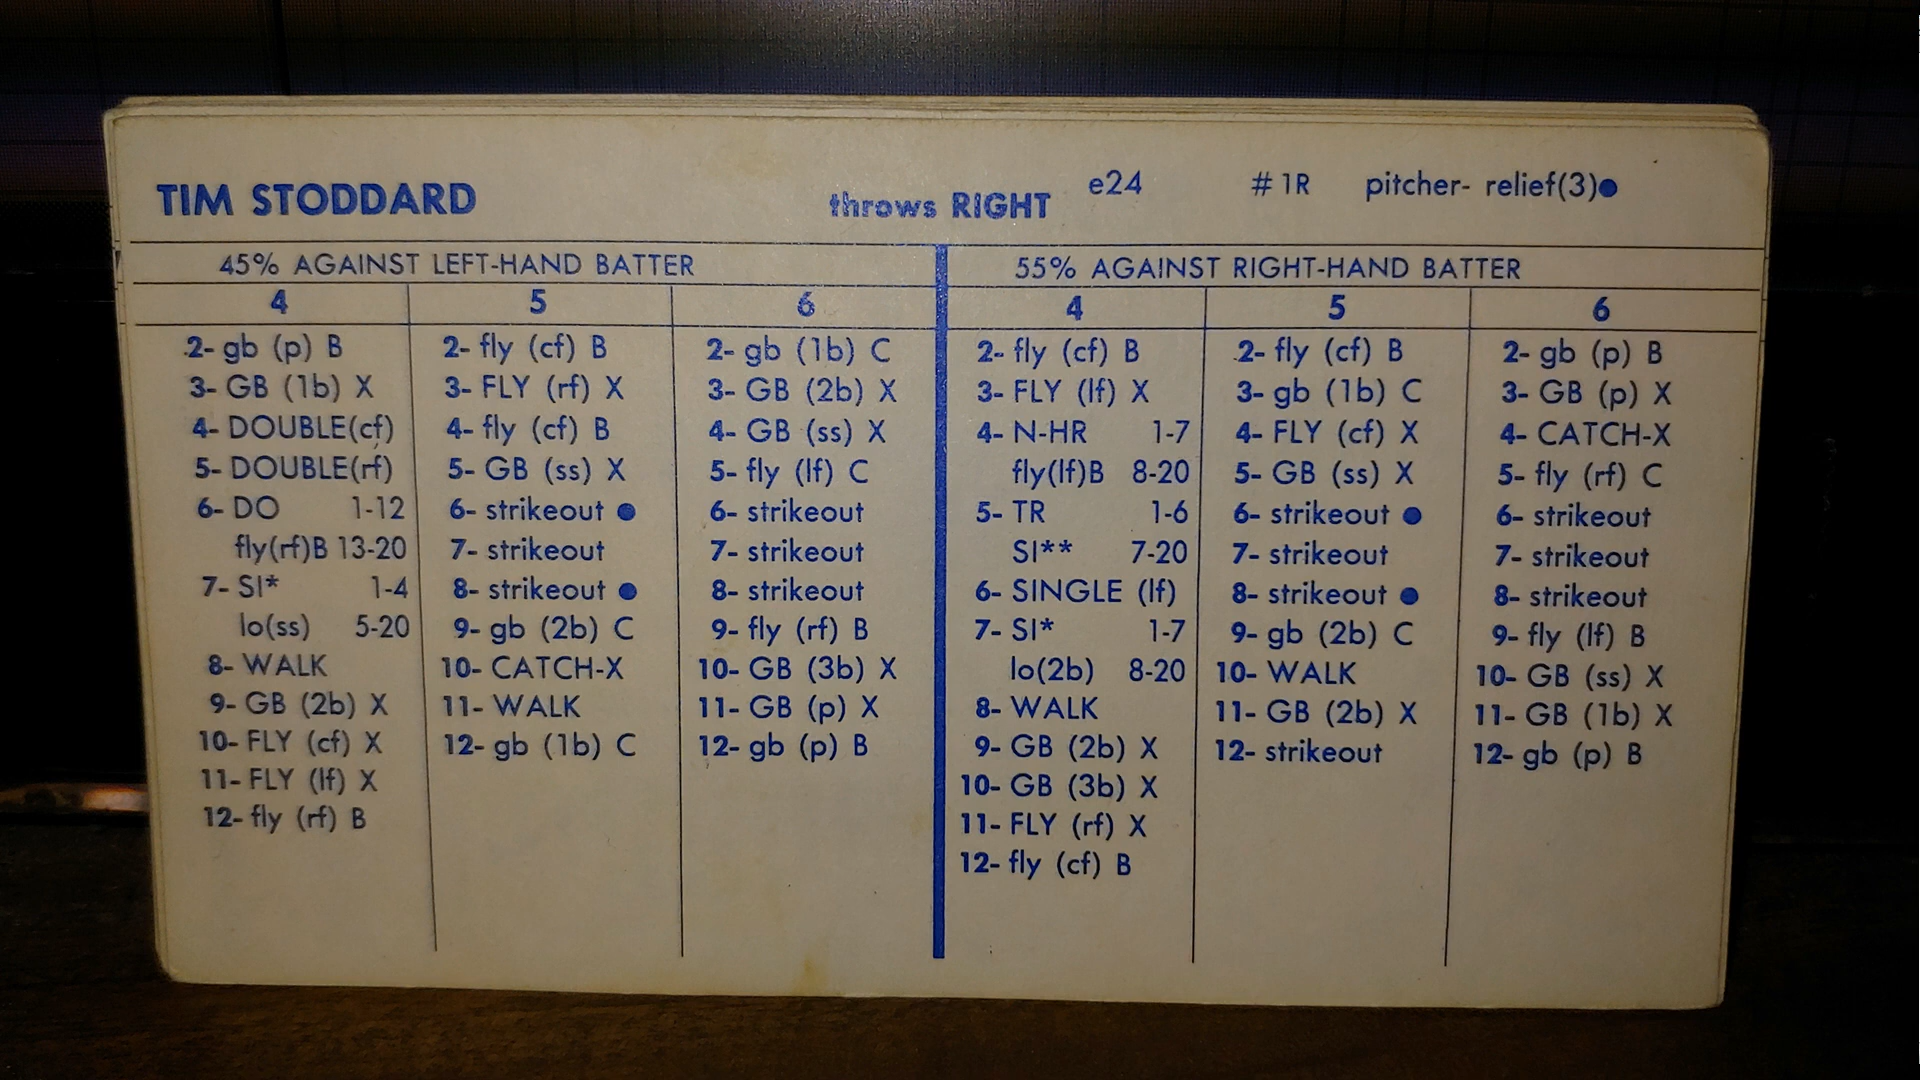 TIM STODDARD throws RIGHT e24 #1R pitcher- relief(3)●
45% AGAINST LEFT-HAND BATTER
4
2- gb (p) B
3- GB (1b) X
4- DOUBLE(cf)
5- DOUBLE(rf)
6- DO 1-12
fly(rf)B 13-20
7- SI* 1-4
lo(ss) 5-20
8- WALK
9- GB (2b) X
10- FLY (cf) X
11- FLY (lf) X
12- fly (rf) B
5
2- fly (cf) B
3- FLY (rf) X
4- fly (cf) B
5- GB (ss) X
6- strikeout ●
7- strikeout
8- strikeout ●
9- gb (2b) C
10- CATCH-X
11- WALK
12- gb (1b) C
6
2- gb (1b) C
3- GB (2b) X
4- GB (ss) X
5- fly (lf) C
6- strikeout
7- strikeout
8- strikeout
9- fly (rf) B
10- GB (3b) X
11- GB (p) X
12- gb (p) B
55% AGAINST RIGHT-HAND BATTER
4
2- fly (cf) B
3- FLY (lf) X
4- N-HR 1-7
fly(lf)B 8-20
5- TR 1-6
SI** 7-20
6- SINGLE (lf)
7- SI* 1-7
lo(2b) 8-20
8- WALK
9- GB (2b) X
10- GB (3b) X
11- FLY (rf) X
12- fly (cf) B
5
2- fly (cf) B
3- gb (1b) C
4- FLY (cf) X
5- GB (ss) X
6- strikeout ●
7- strikeout
8- strikeout ●
9- gb (2b) C
10- WALK
11- GB (2b) X
12- strikeout
6
2- gb (p) B
3- GB (p) X
4- CATCH-X
5- fly (rf) C
6- strikeout
7- strikeout
8- strikeout
9- fly (lf) B
10- GB (ss) X
11- GB (1b) X
12- gb (p) B